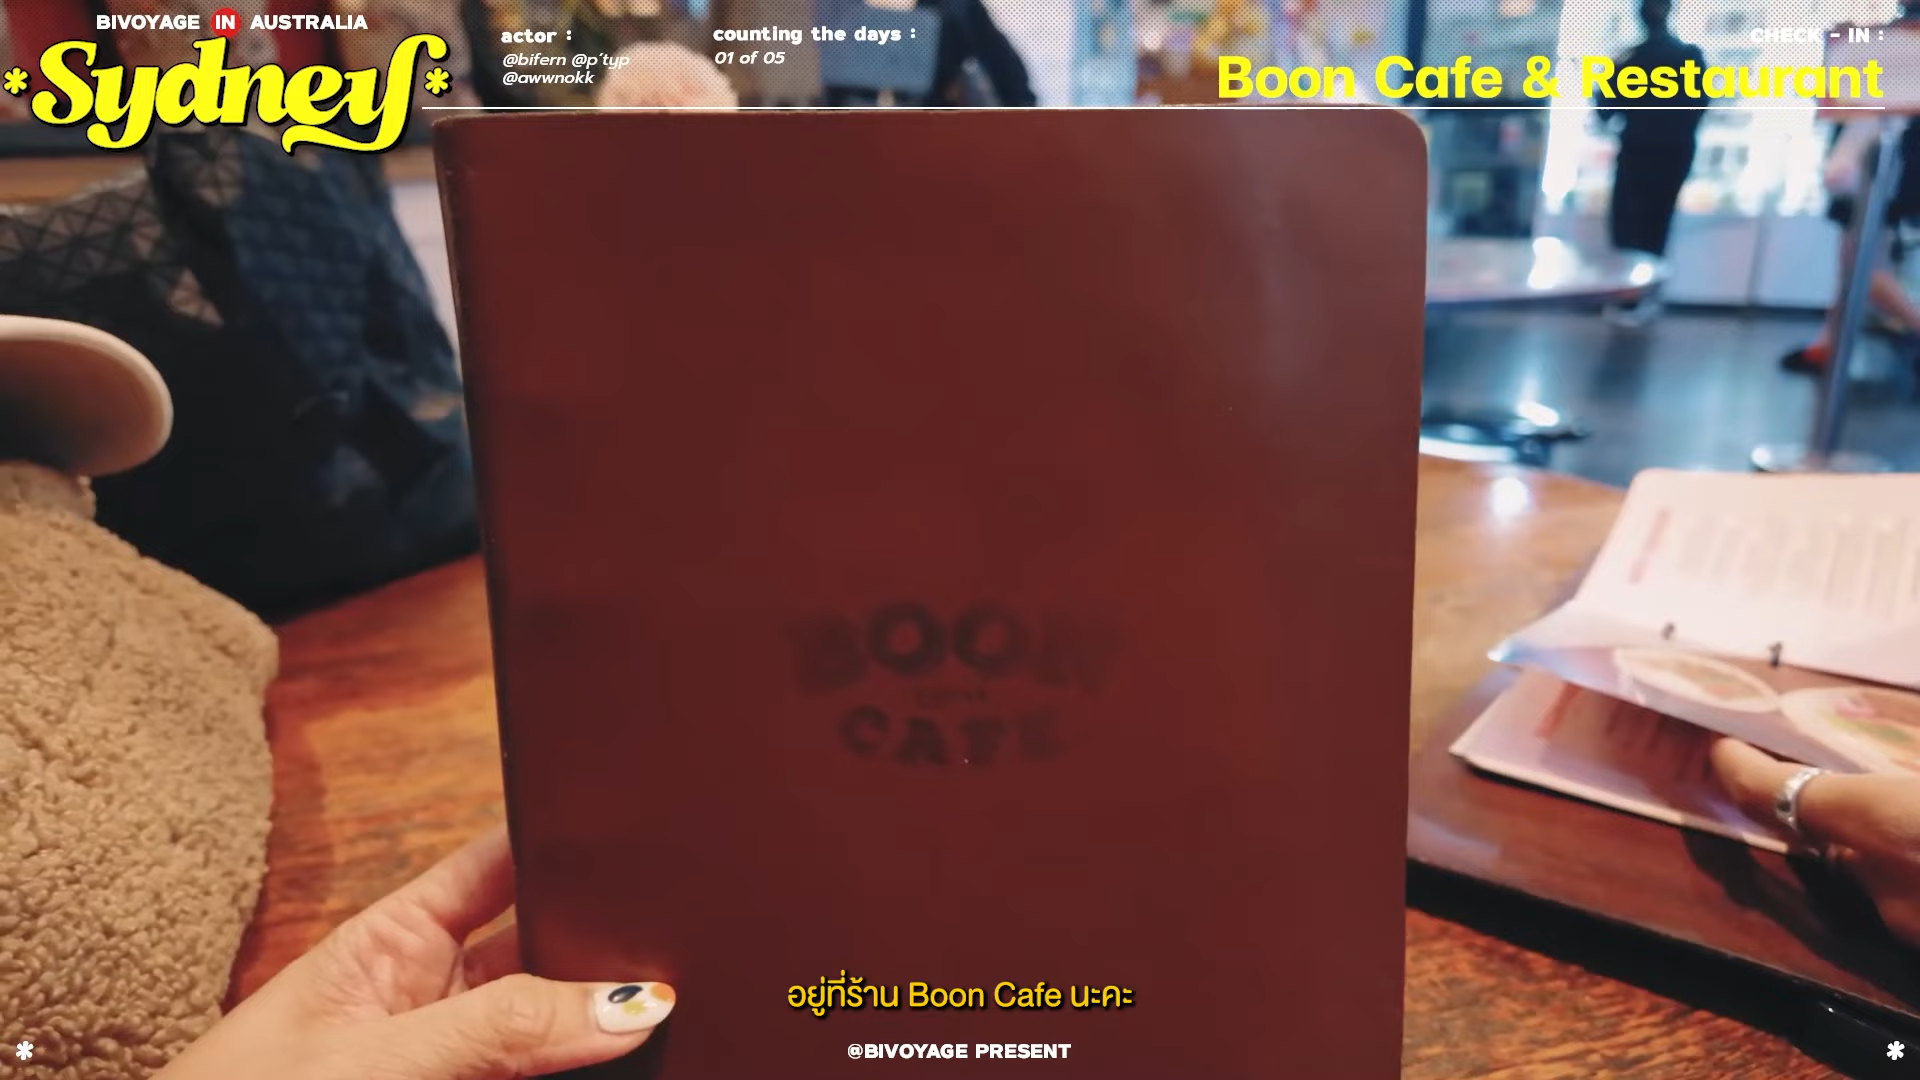 BIVOYAGE IN AUSTRALIA
*Sydney*
actor :
@bifern @p'typ
@awwnokk
counting the days :
01 of 05
CHECK - IN :
Boon Cafe & Restaurant
BOON
CAFE
อยู่ที่ร้าน Boon Cafe นะคะ
@BIVOYAGE PRESENT